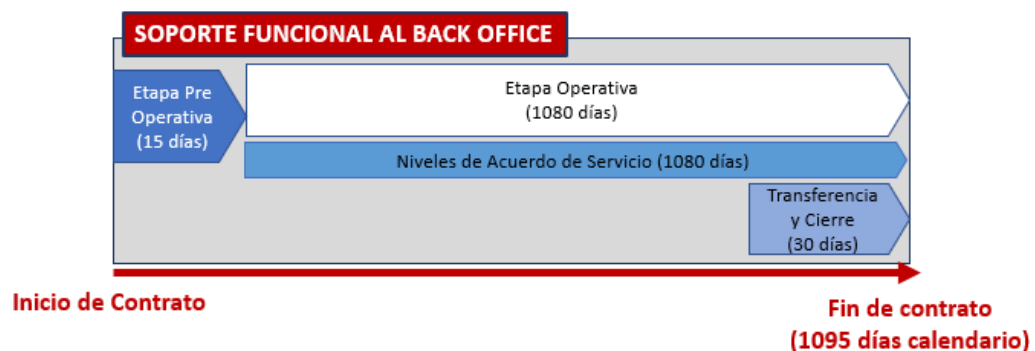 SOPORTE FUNCIONAL AL BACK OFFICE
Etapa Pre
Operativa
(15 días)
Etapa Operativa
(1080 días)
Niveles de Acuerdo de Servicio (1080 días)
Transferencia
y Cierre
(30 días)
Inicio de Contrato
Fin de contrato
(1095 días calendario)